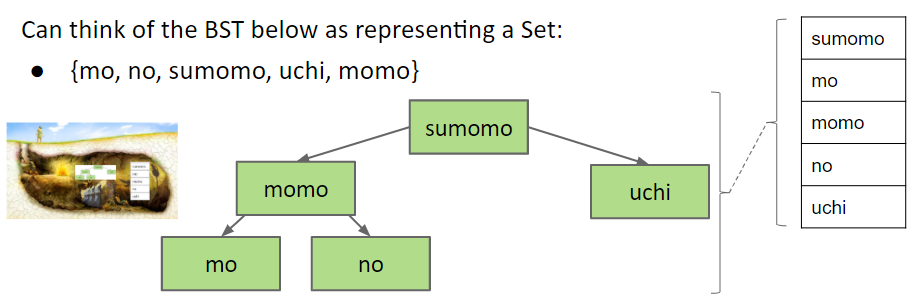 Can think of the BST below as representing a Set:
● {mo, no, sumomo, uchi, momo}
sumomo
momo
uchi
mo
no
sumomo
mo
momo
no
uchi